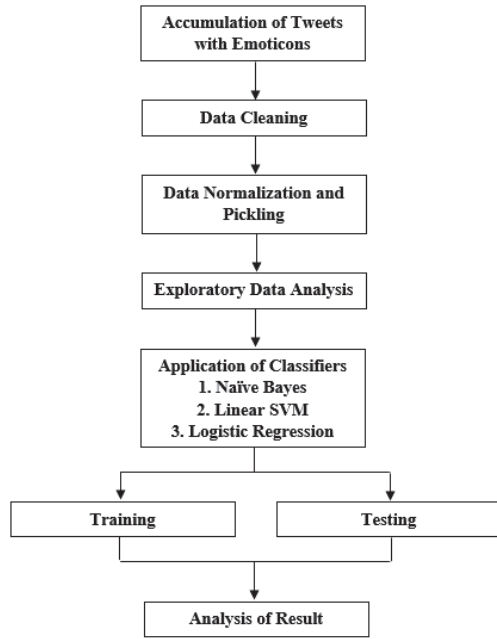 Accumulation of Tweets
with Emoticons
Data Cleaning
Data Normalization and
Pickling
Exploratory Data Analysis
Application of Classifiers
1. Naïve Bayes
2. Linear SVM
3. Logistic Regression
Training
Testing
Analysis of Result